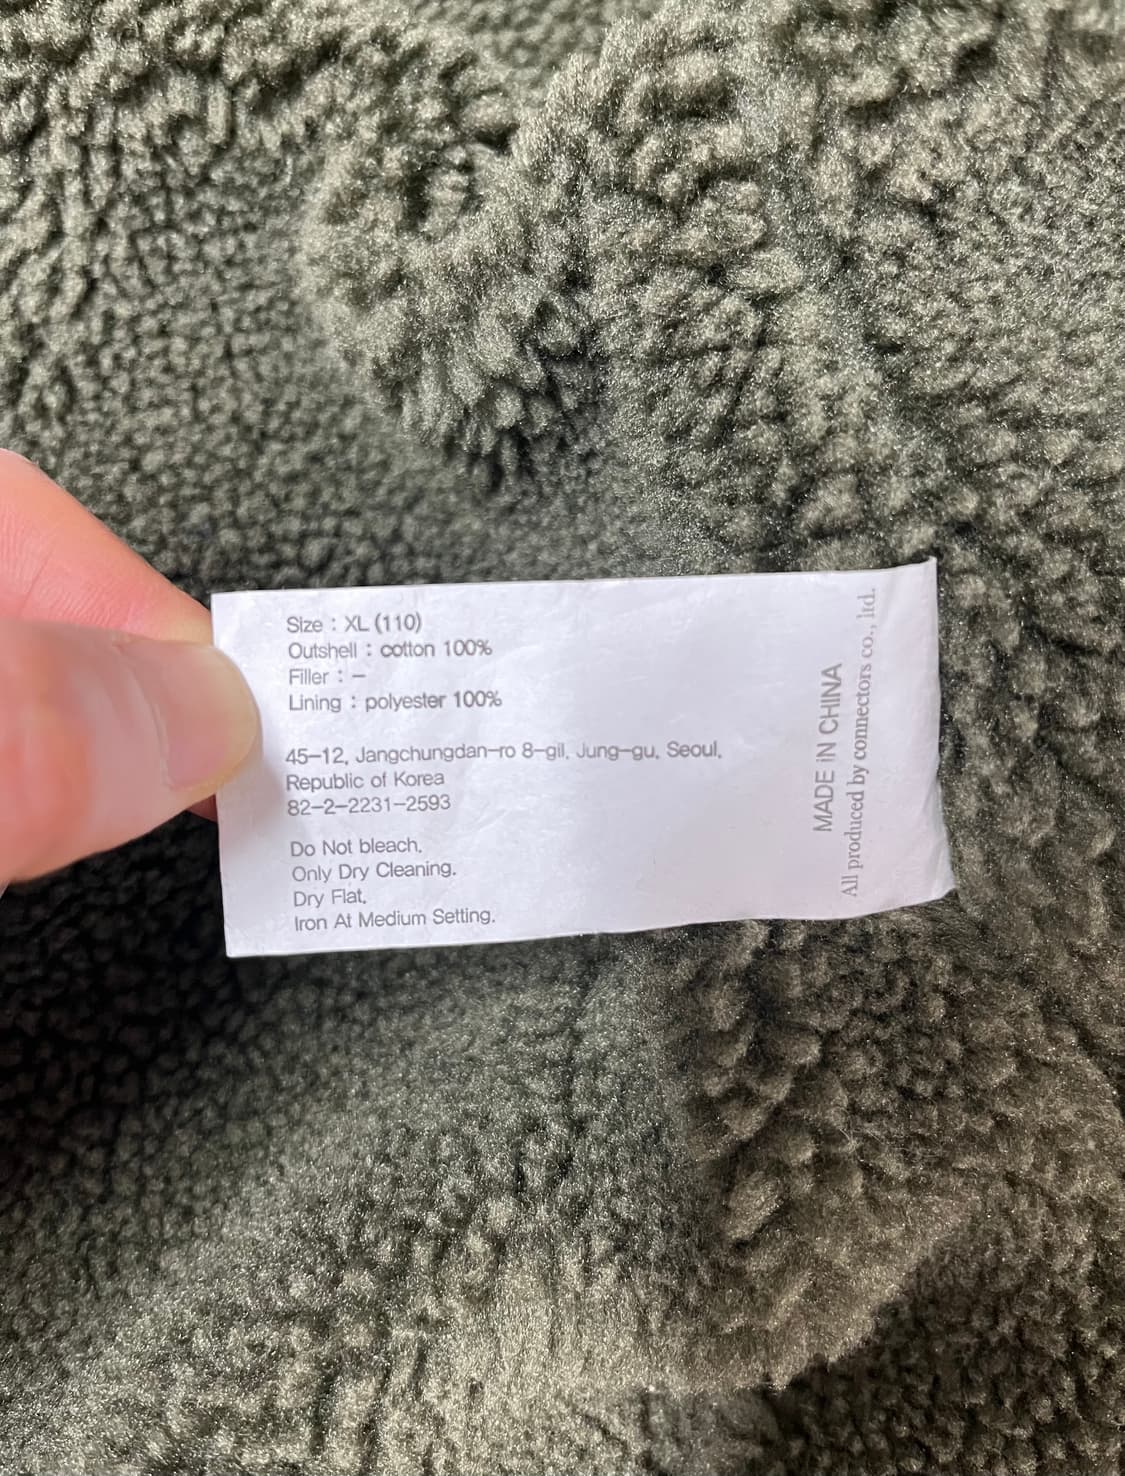 Size : XL (110)
Outshell : cotton 100%
Filler : –
Lining : polyester 100%
45–12, Jangchungdan–ro 8–gil, Jung–gu, Seoul,
Republic of Korea
82–2–2231–2593
Do Not bleach.
Only Dry Cleaning.
Dry Flat.
Iron At Medium Setting.
MADE IN CHINA
All produced by connectors co., ltd.